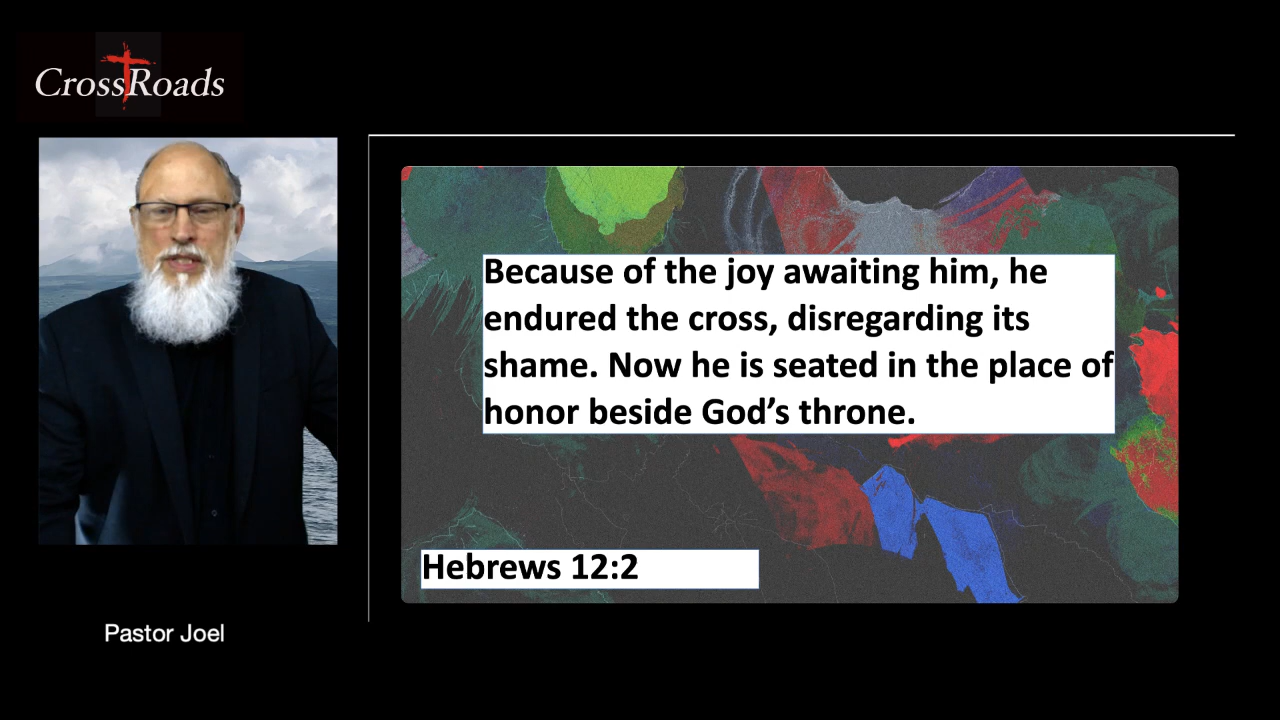 CrossRoads
Because of the joy awaiting him, he
endured the cross, disregarding its
shame. Now he is seated in the place of
honor beside God’s throne.
Hebrews 12:2
Pastor Joel